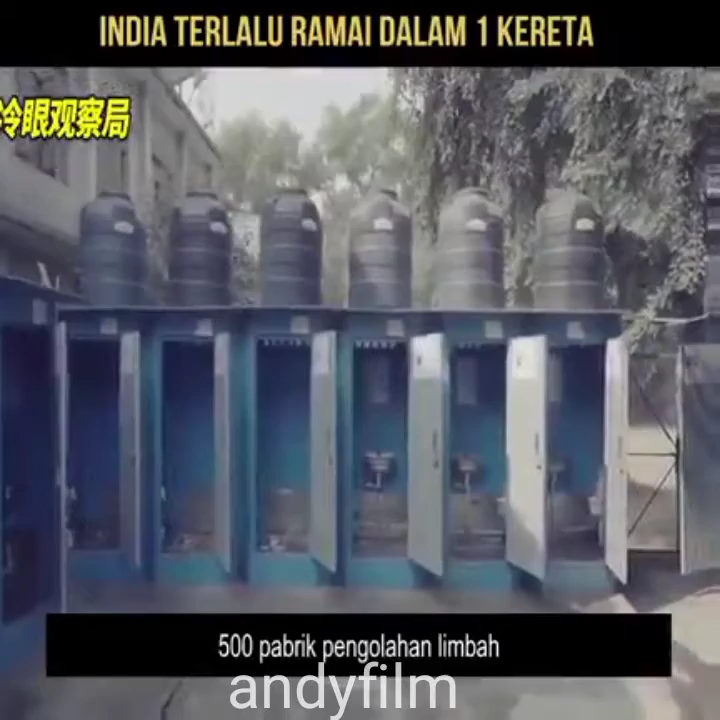 INDIA TERLALU RAMAI DALAM 1 KERETA
冷眼观察局
500 pabrik pengolahan limbah
andyfilm